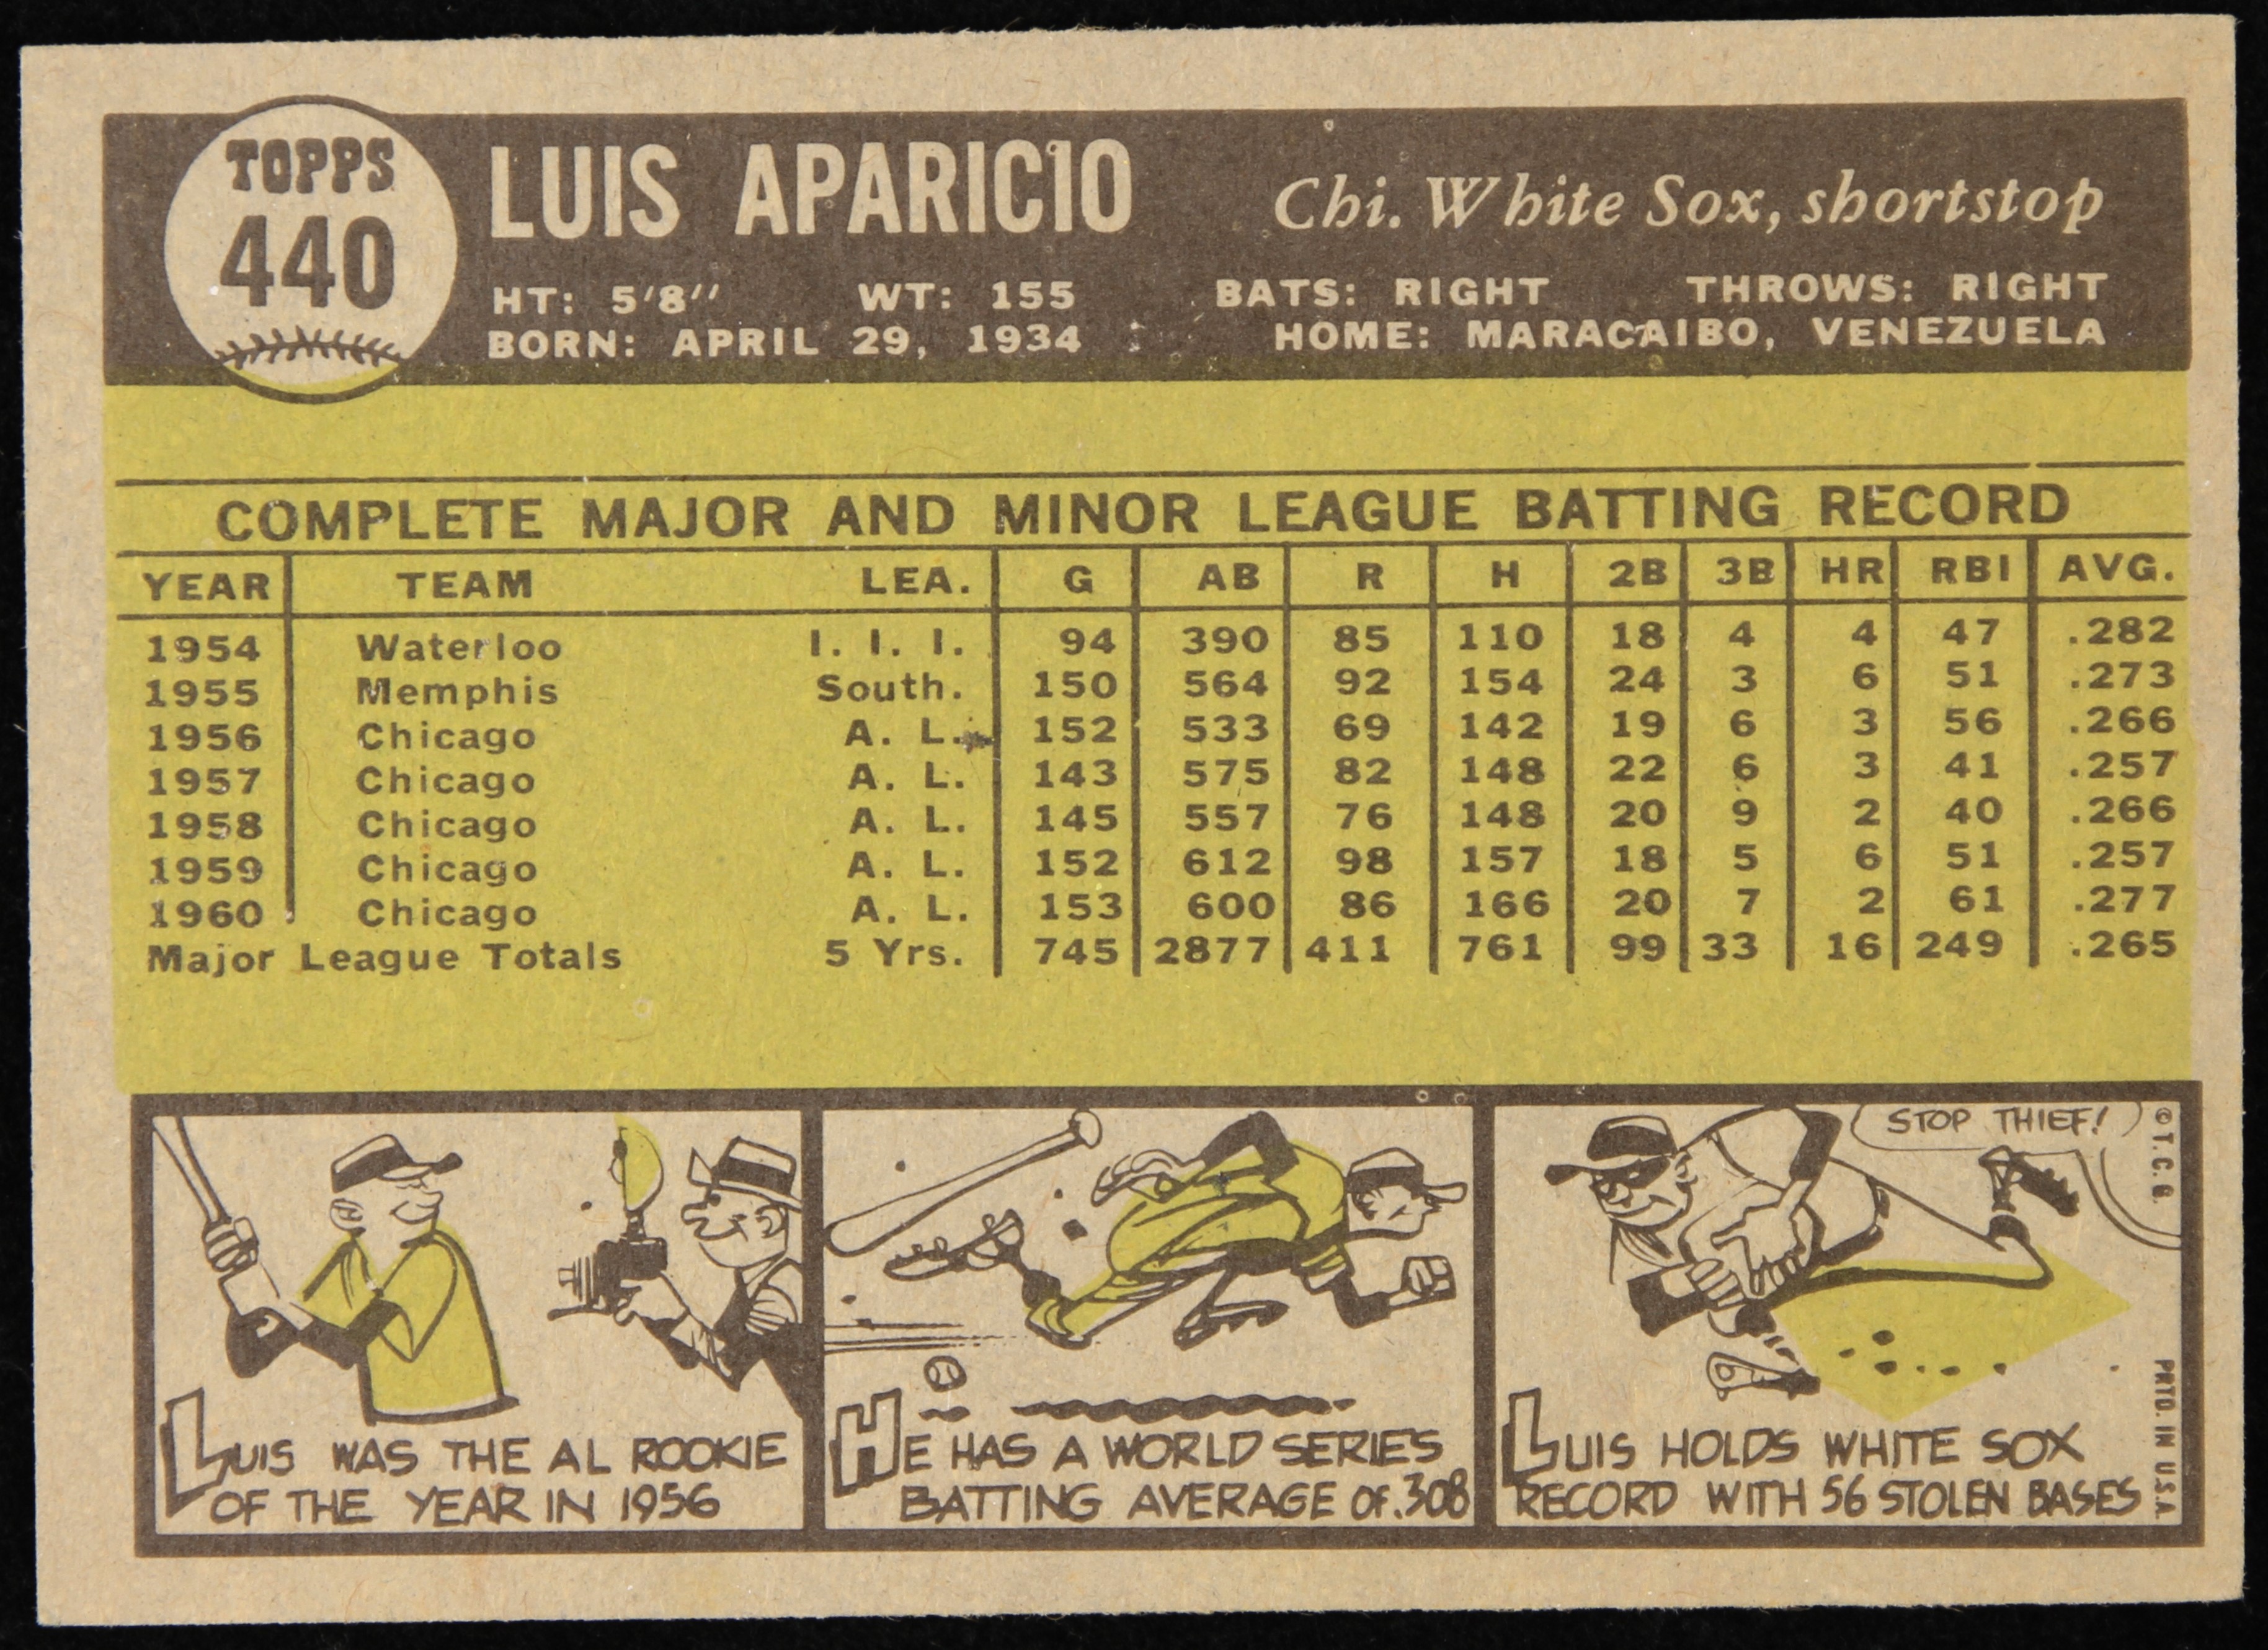 TOPPS
440
LUIS APARICIO
Chi. White Sox, shortstop
HT: 5'8" WT: 155 BATS: RIGHT THROWS: RIGHT
BORN: APRIL 29, 1934 HOME: MARACAIBO, VENEZUELA
COMPLETE MAJOR AND MINOR LEAGUE BATTING RECORD
YEAR TEAM LEA. G AB R H 2B 3B HR RBI AVG.
1954 Waterloo I. I. I. 94 390 85 110 18 4 4 47 .282
1955 Memphis South. 150 564 92 154 24 3 6 51 .273
1956 Chicago A. L. 152 533 69 142 19 6 3 56 .266
1957 Chicago A. L. 143 575 82 148 22 6 3 41 .257
1958 Chicago A. L. 145 557 76 148 20 9 2 40 .266
1959 Chicago A. L. 152 612 98 157 18 5 6 51 .257
1960 Chicago A. L. 153 600 86 166 20 7 2 61 .277
Major League Totals 5 Yrs. 745 2877 411 761 99 33 16 249 .265
LUIS WAS THE AL ROOKIE
OF THE YEAR IN 1956
HE HAS A WORLD SERIES
BATTING AVERAGE OF .308
STOP THIEF!
LUIS HOLDS WHITE SOX
RECORD WITH 56 STOLEN BASES
© T. C. G.
PRTD. IN U.S.A.